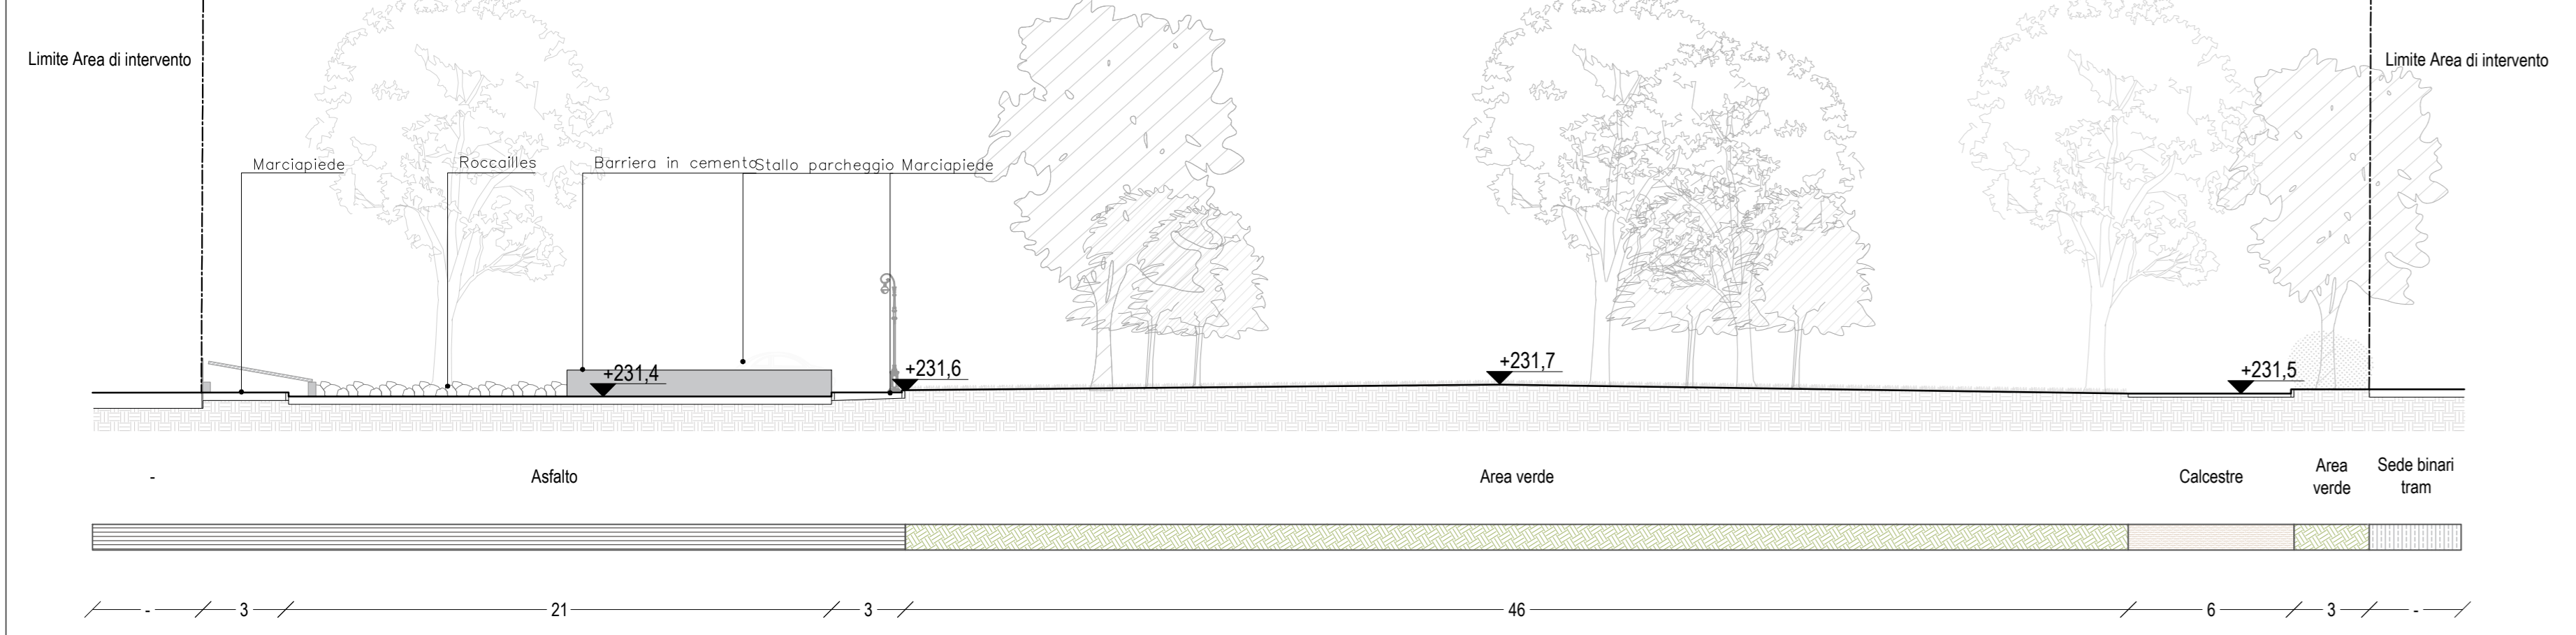 Limite Area di intervento
Limite Area di intervento
Marciapiede
Roccailles
Barriera in cemento
Stallo parcheggio
Marciapiede
+231,4
+231,6
+231,7
+231,5
-
Asfalto
Area verde
Calcestre
Area
verde
Sede binari
tram
-
3
21
3
46
6
3
-